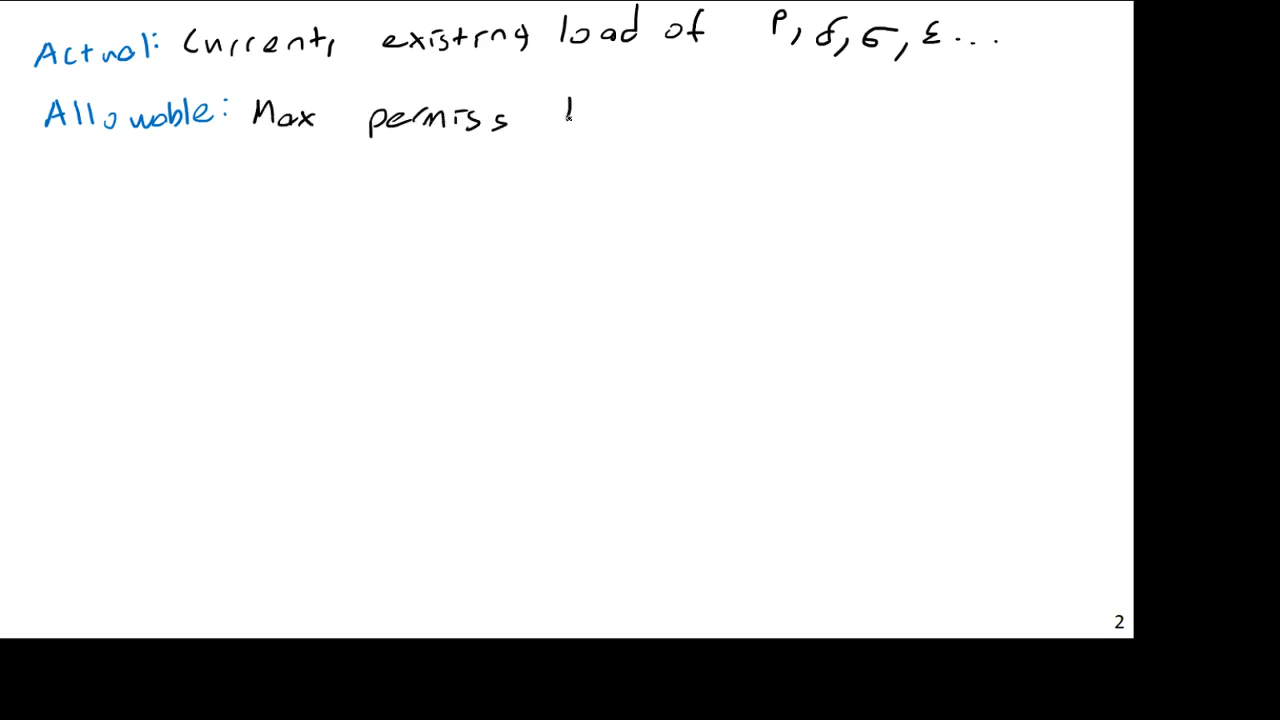 Actual: Current, existing load of P, δ, σ, ε...
Allowable: Max permiss l
2